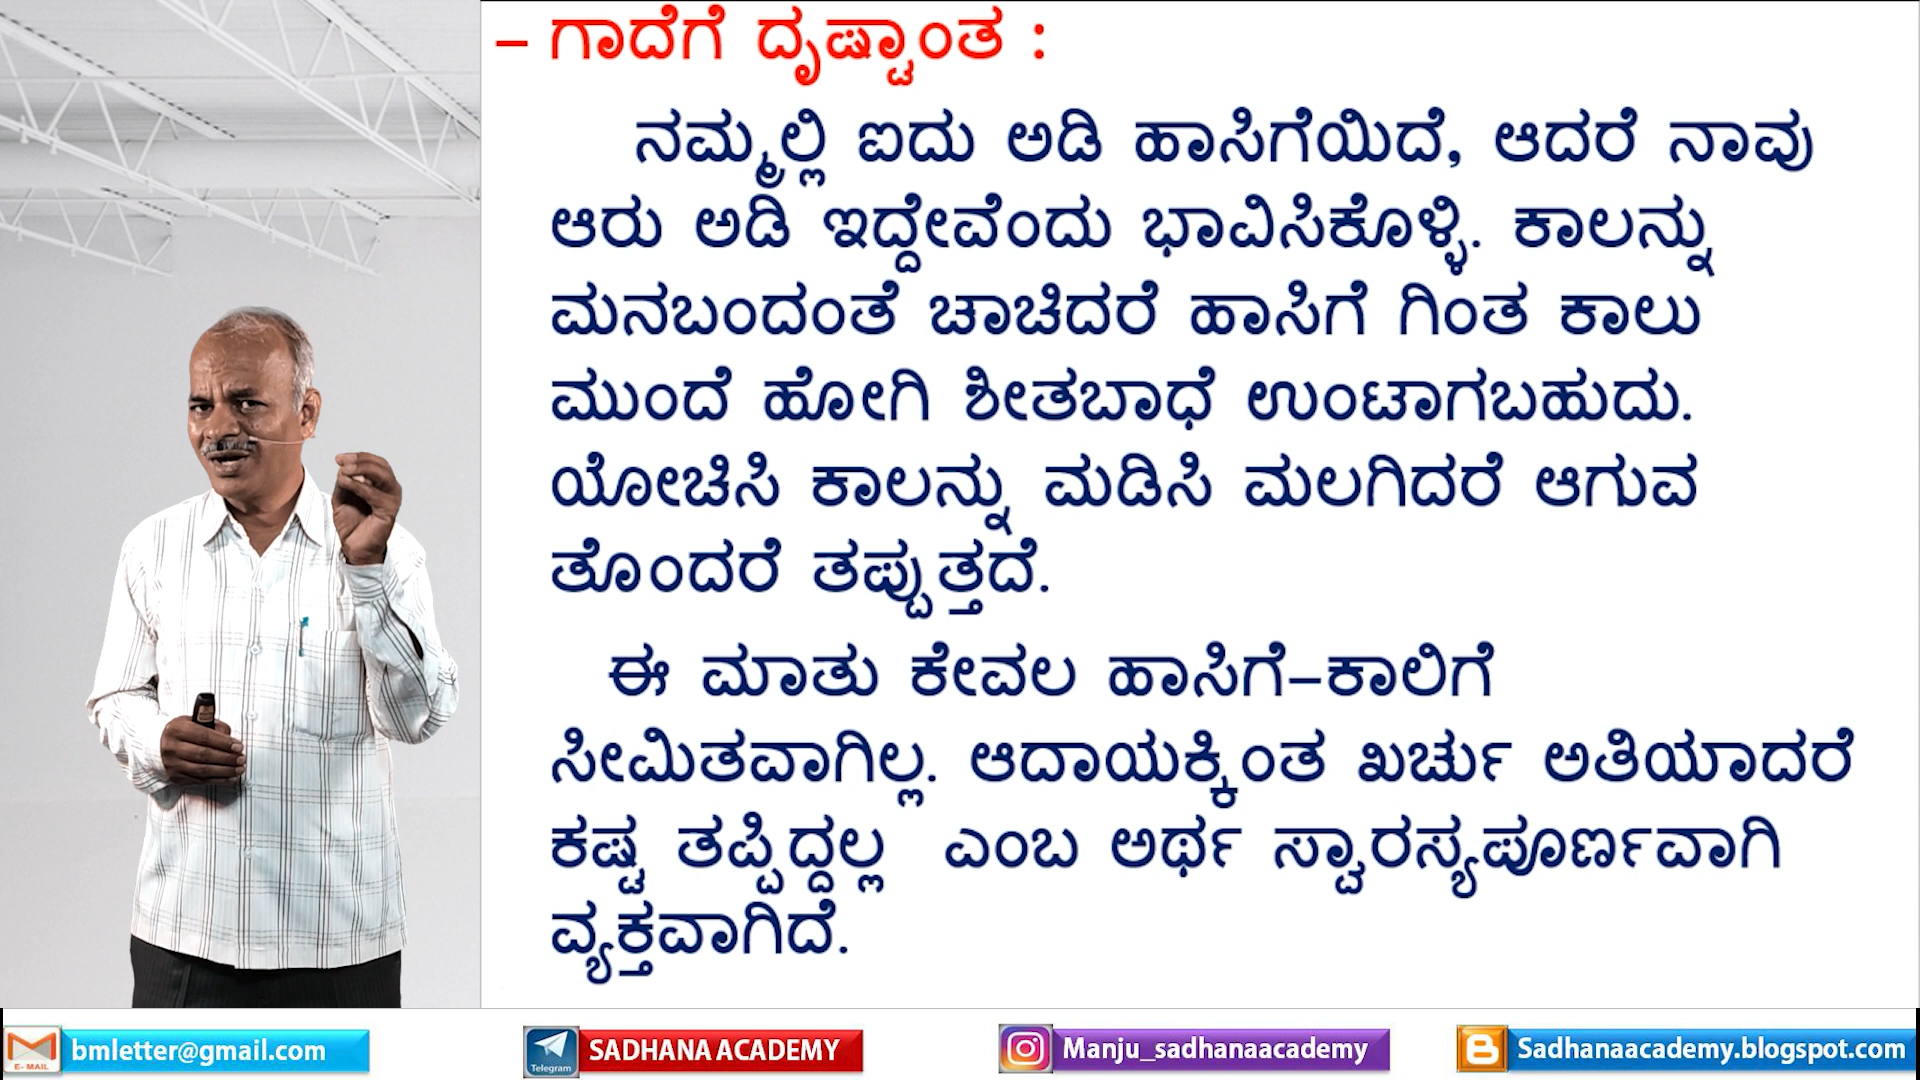 – ಗಾದೆಗೆ ದೃಷ್ಟಾಂತ :
ನಮ್ಮಲ್ಲಿ ಐದು ಅಡಿ ಹಾಸಿಗೆಯಿದೆ, ಆದರೆ ನಾವು
ಆರು ಅಡಿ ಇದ್ದೇವೆಂದು ಭಾವಿಸಿಕೊಳ್ಳಿ. ಕಾಲನ್ನು
ಮನಬಂದಂತೆ ಚಾಚಿದರೆ ಹಾಸಿಗೆ ಗಿಂತ ಕಾಲು
ಮುಂದೆ ಹೋಗಿ ಶೀತಬಾಧೆ ಉಂಟಾಗಬಹುದು.
ಯೋಚಿಸಿ ಕಾಲನ್ನು ಮಡಿಸಿ ಮಲಗಿದರೆ ಆಗುವ
ತೊಂದರೆ ತಪ್ಪುತ್ತದೆ.
ಈ ಮಾತು ಕೇವಲ ಹಾಸಿಗೆ–ಕಾಲಿಗೆ
ಸೀಮಿತವಾಗಿಲ್ಲ. ಆದಾಯಕ್ಕಿಂತ ಖರ್ಚು ಅತಿಯಾದರೆ
ಕಷ್ಟ ತಪ್ಪಿದ್ದಲ್ಲ ಎಂಬ ಅರ್ಥ ಸ್ವಾರಸ್ಯಪೂರ್ಣವಾಗಿ
ವ್ಯಕ್ತವಾಗಿದೆ.
E-MAIL bmletter@gmail.com
Telegram SADHANA ACADEMY
Manju_sadhanaacademy
Sadhanaacademy.blogspot.com